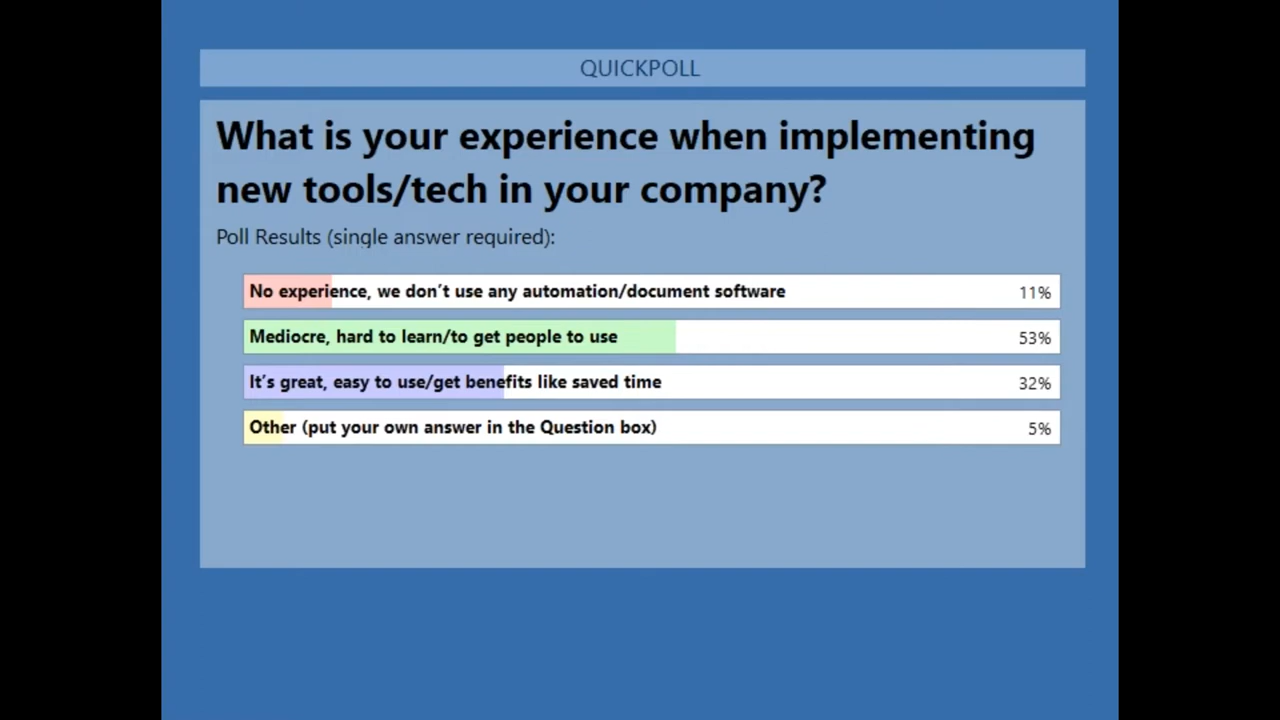 QUICKPOLL
What is your experience when implementing
new tools/tech in your company?
Poll Results (single answer required):
No experience, we don’t use any automation/document software 11%
Mediocre, hard to learn/to get people to use 53%
It’s great, easy to use/get benefits like saved time 32%
Other (put your own answer in the Question box) 5%